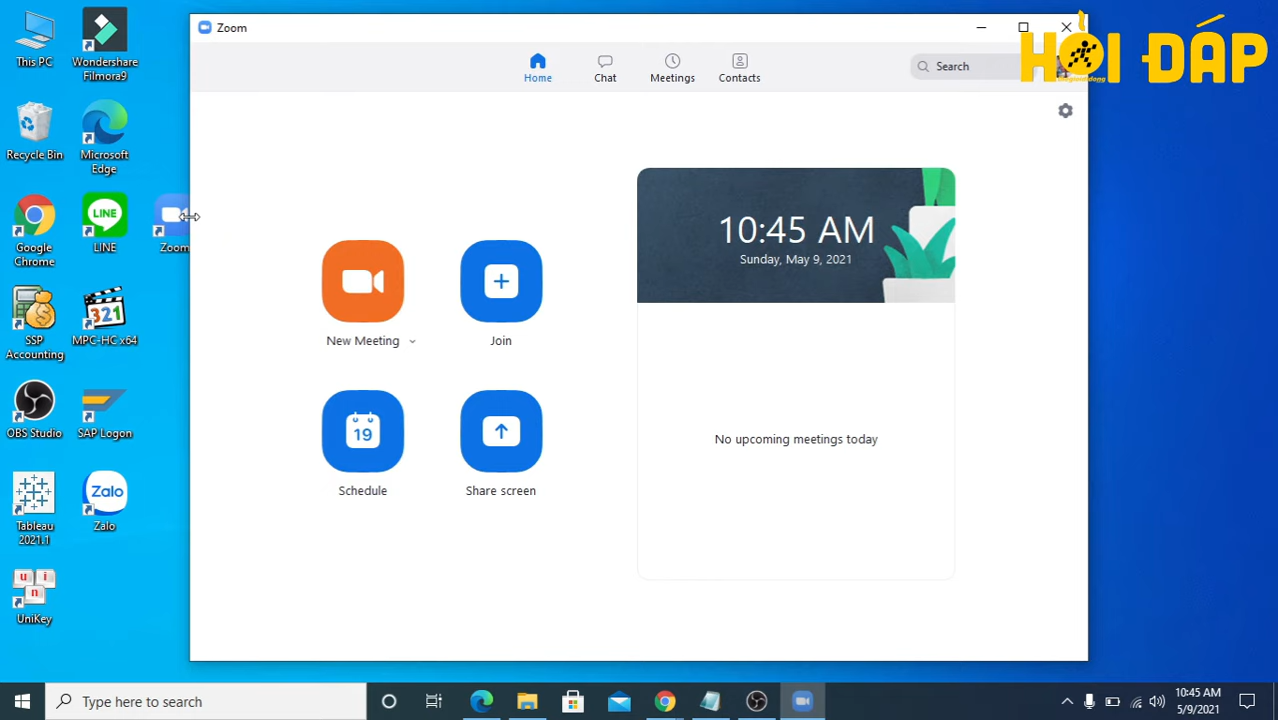 Zoom
HỎI ĐÁP
Home
Chat
Meetings
Contacts
Search
This PC
Wondershare
Filmora9
Recycle Bin
Microsoft
Edge
Google
Chrome
LINE
LINE
Zoom
SSP
Accounting
321
MPC-HC x64
OBS Studio
SAP Logon
Tableau
2021.1
Zalo
Zalo
u i
n
UniKey
New Meeting
Join
19
Schedule
Share screen
10:45 AM
Sunday, May 9, 2021
No upcoming meetings today
Type here to search
10:45 AM
5/9/2021